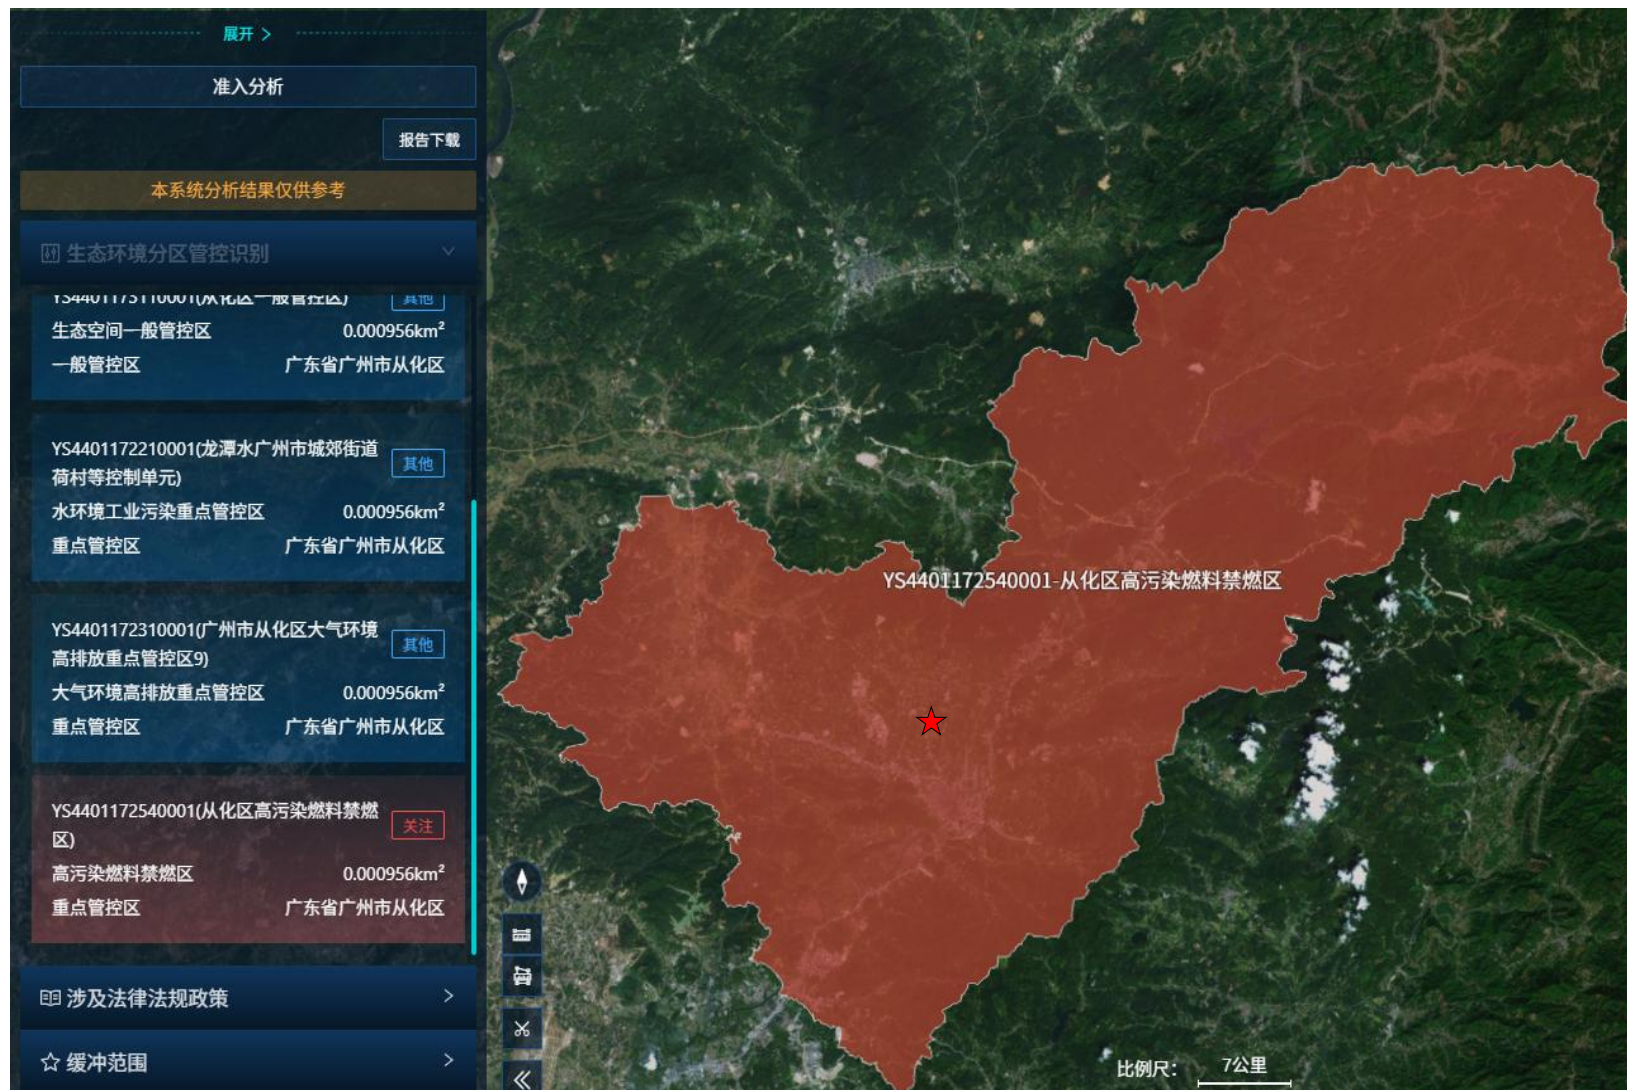 展开 >
准入分析
报告下载
本系统分析结果仅供参考
生态环境分区管控识别
YS4401173110001(从化区一般管控区)
其他
生态空间一般管控区
0.000956km²
一般管控区
广东省广州市从化区
YS4401172210001(龙潭水广州市城郊街道
荷村等控制单元)
其他
水环境工业污染重点管控区
0.000956km²
重点管控区
广东省广州市从化区
YS4401172310001(广州市从化区大气环境
高排放重点管控区9)
其他
大气环境高排放重点管控区
0.000956km²
重点管控区
广东省广州市从化区
YS4401172540001(从化区高污染燃料禁燃
区)
关注
高污染燃料禁燃区
0.000956km²
重点管控区
广东省广州市从化区
涉及法律法规政策
缓冲范围
YS4401172540001-从化区高污染燃料禁燃区
比例尺：
7公里